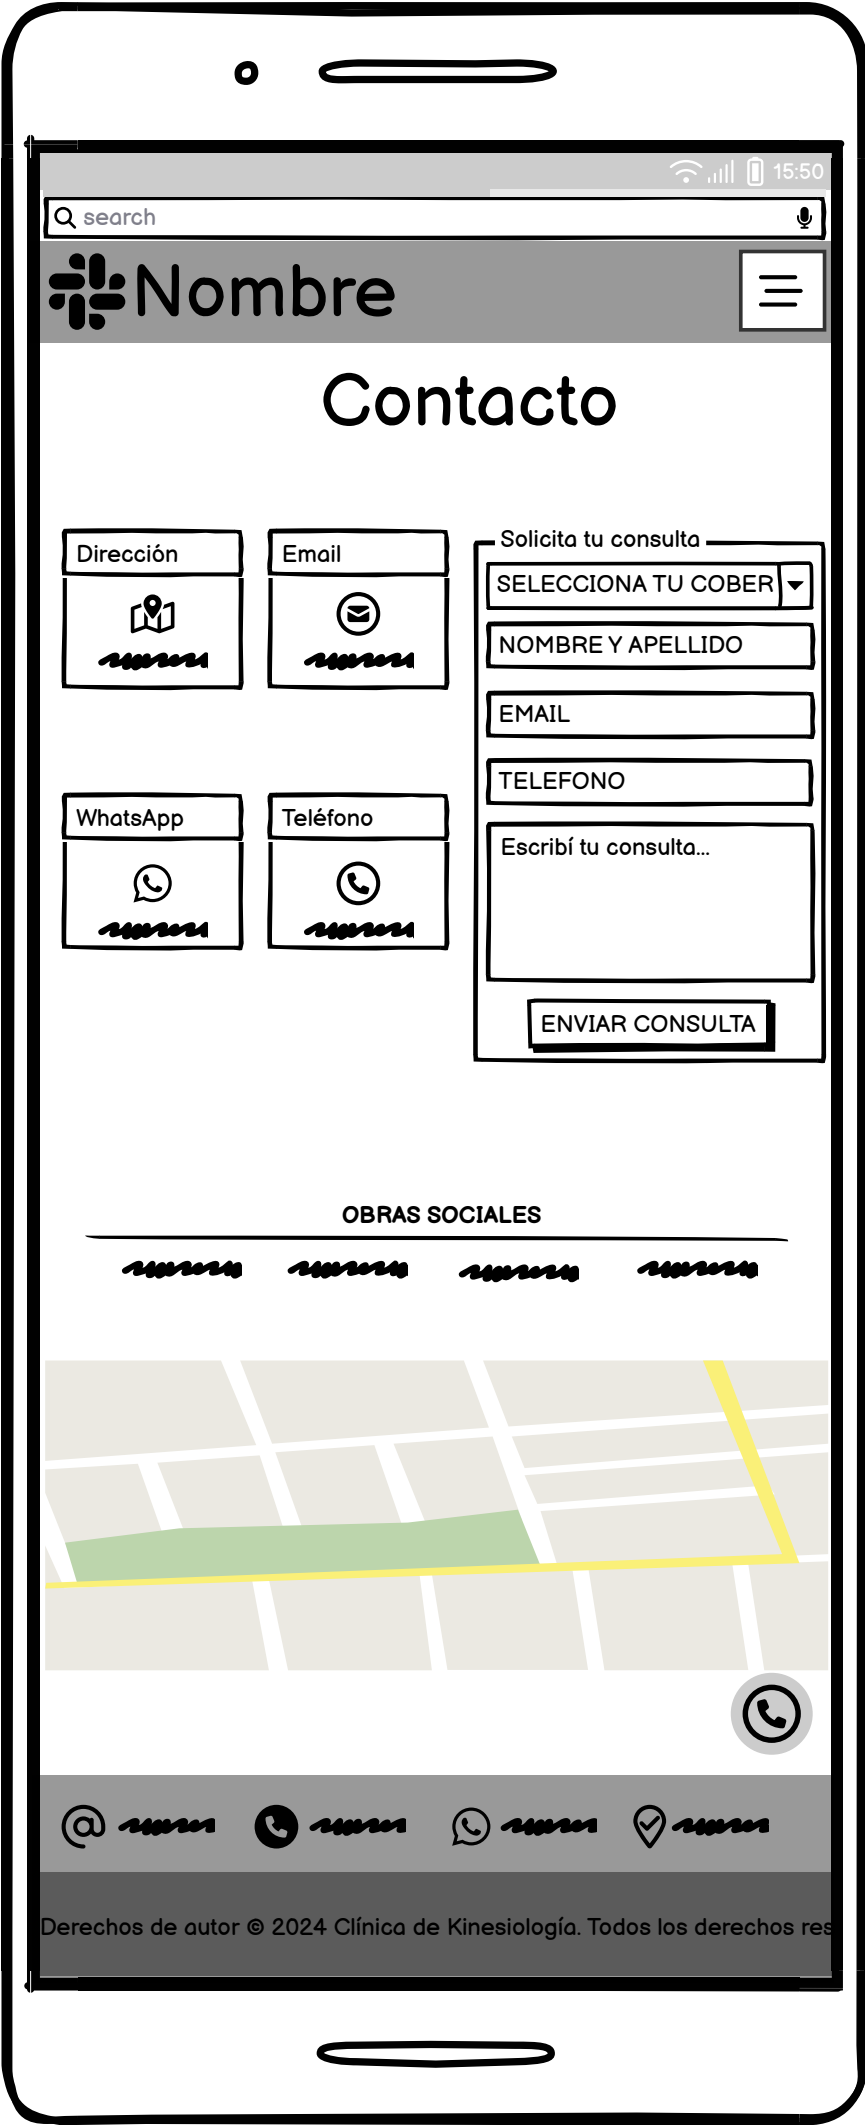 15:50
search
Nombre
Contacto
Dirección
Email
WhatsApp
Teléfono
Solicita tu consulta
SELECCIONA TU COBER
NOMBRE Y APELLIDO
EMAIL
TELEFONO
Escribí tu consulta...
ENVIAR CONSULTA
OBRAS SOCIALES
Derechos de autor © 2024 Clínica de Kinesiología. Todos los derechos res